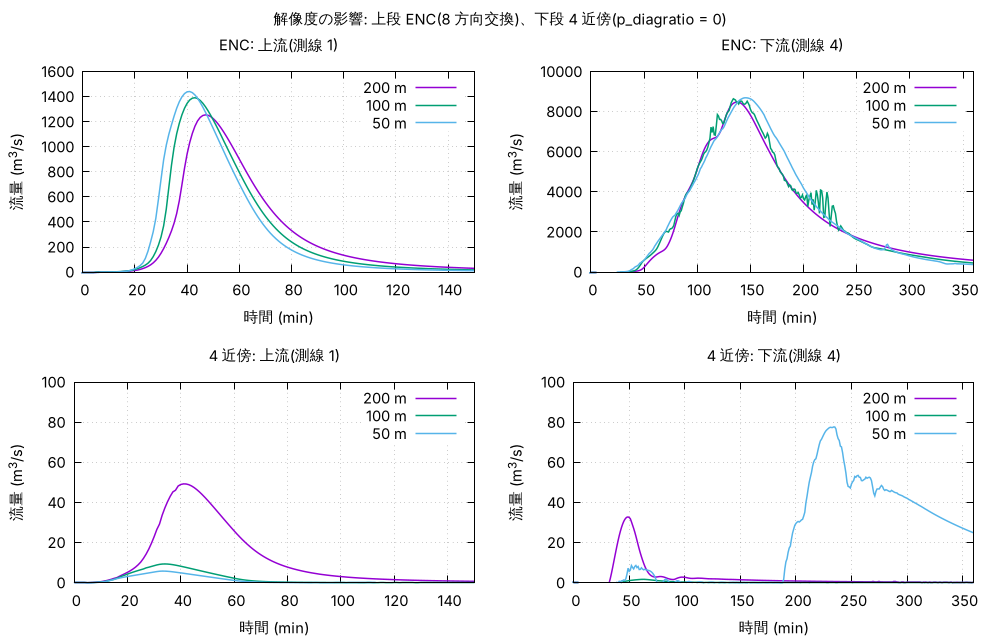 解像度の影響: 上段 ENC(8 方向交換)、下段 4 近傍(p_diagratio = 0)
ENC: 上流(測線 1)
流量 (m³/s)
1600
1400
1200
1000
800
600
400
200
0
200 m
100 m
50 m
0 20 40 60 80 100 120 140
時間 (min)
ENC: 下流(測線 4)
流量 (m³/s)
10000
8000
6000
4000
2000
0
200 m
100 m
50 m
0 50 100 150 200 250 300 350
時間 (min)
4 近傍: 上流(測線 1)
流量 (m³/s)
100
80
60
40
20
0
200 m
100 m
50 m
0 20 40 60 80 100 120 140
時間 (min)
4 近傍: 下流(測線 4)
流量 (m³/s)
100
80
60
40
20
0
200 m
100 m
50 m
0 50 100 150 200 250 300 350
時間 (min)